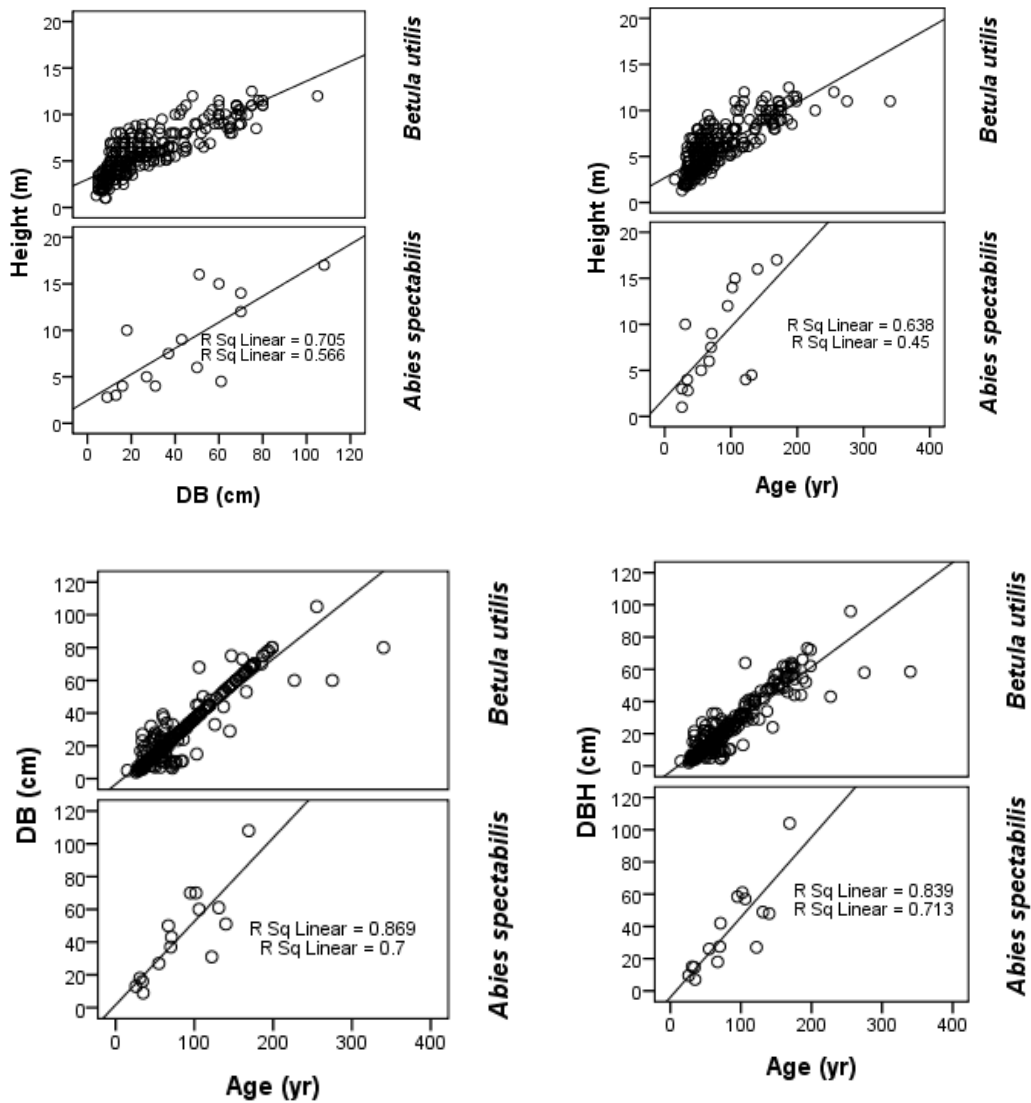 20
15
10
5
0
Betula utilis
Height (m)
20
15
10
5
0
R Sq Linear = 0.705
R Sq Linear = 0.566
Abies spectabilis
0 20 40 60 80 100 120
DB (cm)
20
15
10
5
0
Betula utilis
Height (m)
20
15
10
5
0
R Sq Linear = 0.638
R Sq Linear = 0.45
Abies spectabilis
0 100 200 300 400
Age (yr)
120
100
80
60
40
20
0
Betula utilis
DB (cm)
120
100
80
60
40
20
0
R Sq Linear = 0.869
R Sq Linear = 0.7
Abies spectabilis
0 100 200 300 400
Age (yr)
120
100
80
60
40
20
0
Betula utilis
DBH (cm)
120
100
80
60
40
20
0
R Sq Linear = 0.839
R Sq Linear = 0.713
Abies spectabilis
0 100 200 300 400
Age (yr)